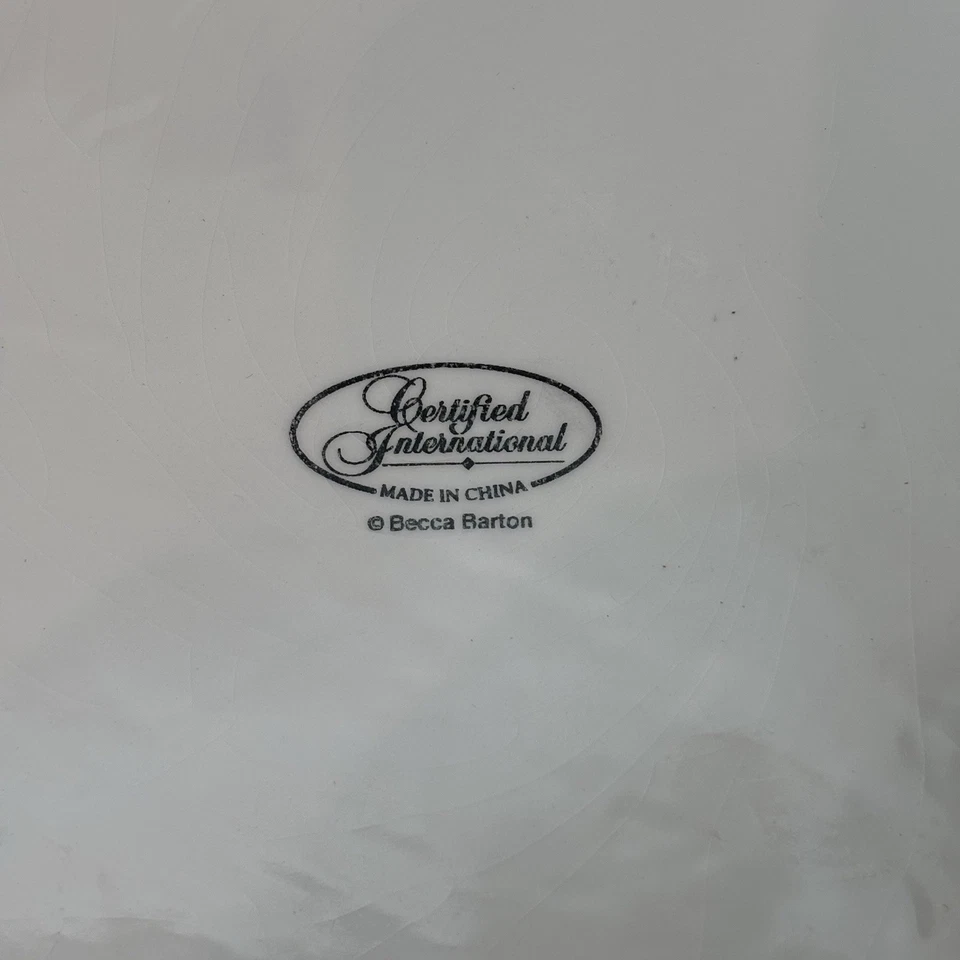 Certified
International
MADE IN CHINA
© Becca Barton